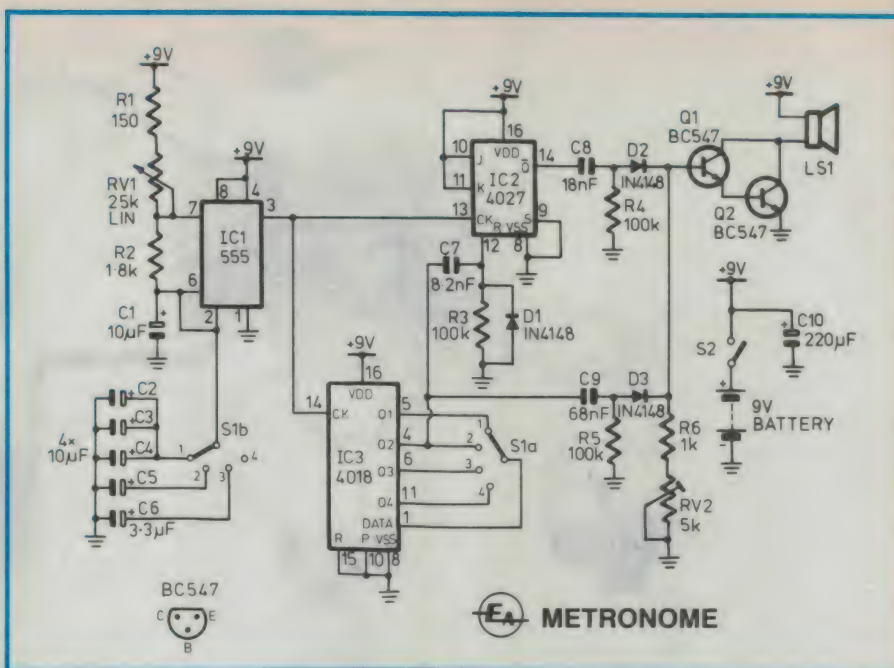 +9V
R1
150
RV1
25k
LIN
R2
1·8k
C1
10µF
+
+9V
8
4
7
3
6
2
1
IC1
555
4×
10µF
+C2
+C3
+C4
+C5
+C6
3·3µF
S1b
1
2
3
4
+9V
16
VDD
14
CK
IC3
4018
Q1
5
Q2
4
Q3
6
Q4
11
DATA
1
R
P
VSS
15
10
8
S1a
1
2
3
4
+9V
16
VDD
10
J
11
K
IC2
4027
Q̅
14
13
CK
R
VSS
S
9
12
8
C7
8·2nF
R3
100k
D1
IN4148
C8
18nF
D2
IN4148
R4
100k
C9
68nF
D3
IN4148
R5
100k
R6
1k
RV2
5k
Q1
BC547
Q2
BC547
+9V
LS1
+9V
S2
+
C10
220µF
+
9V
BATTERY
-
BC547
C
E
B
EA METRONOME